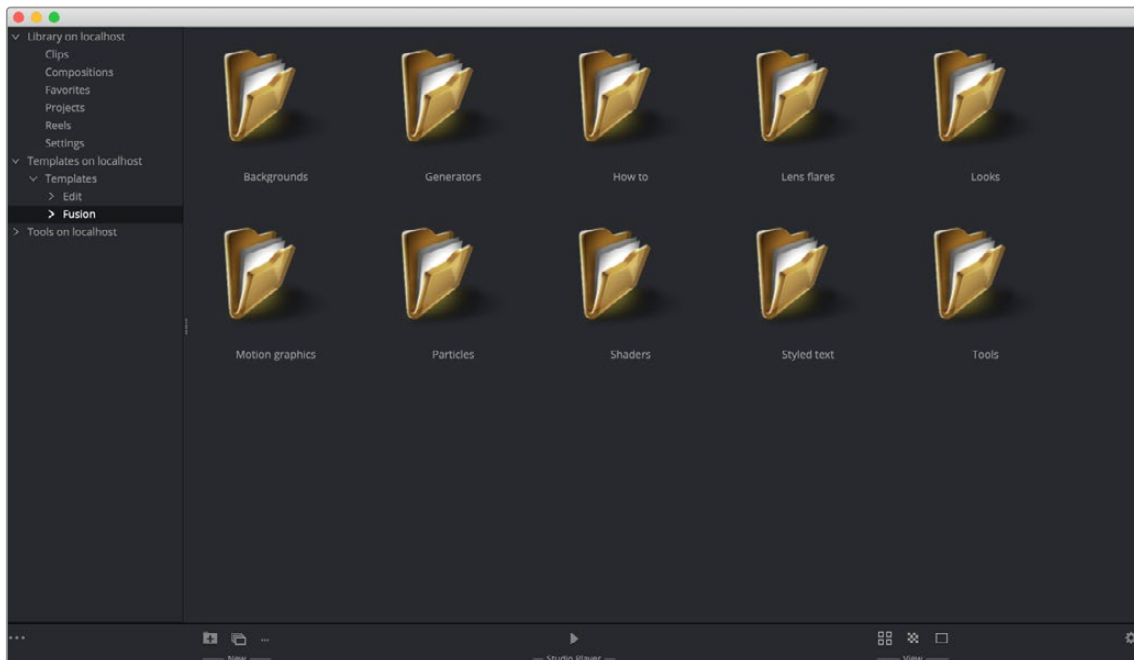 Library on localhost
Clips
Compositions
Favorites
Projects
Reels
Settings
Templates on localhost
Templates
Edit
Fusion
Tools on localhost
Backgrounds
Generators
How to
Lens flares
Looks
Motion graphics
Particles
Shaders
Styled text
Tools
New
Studio Player
View